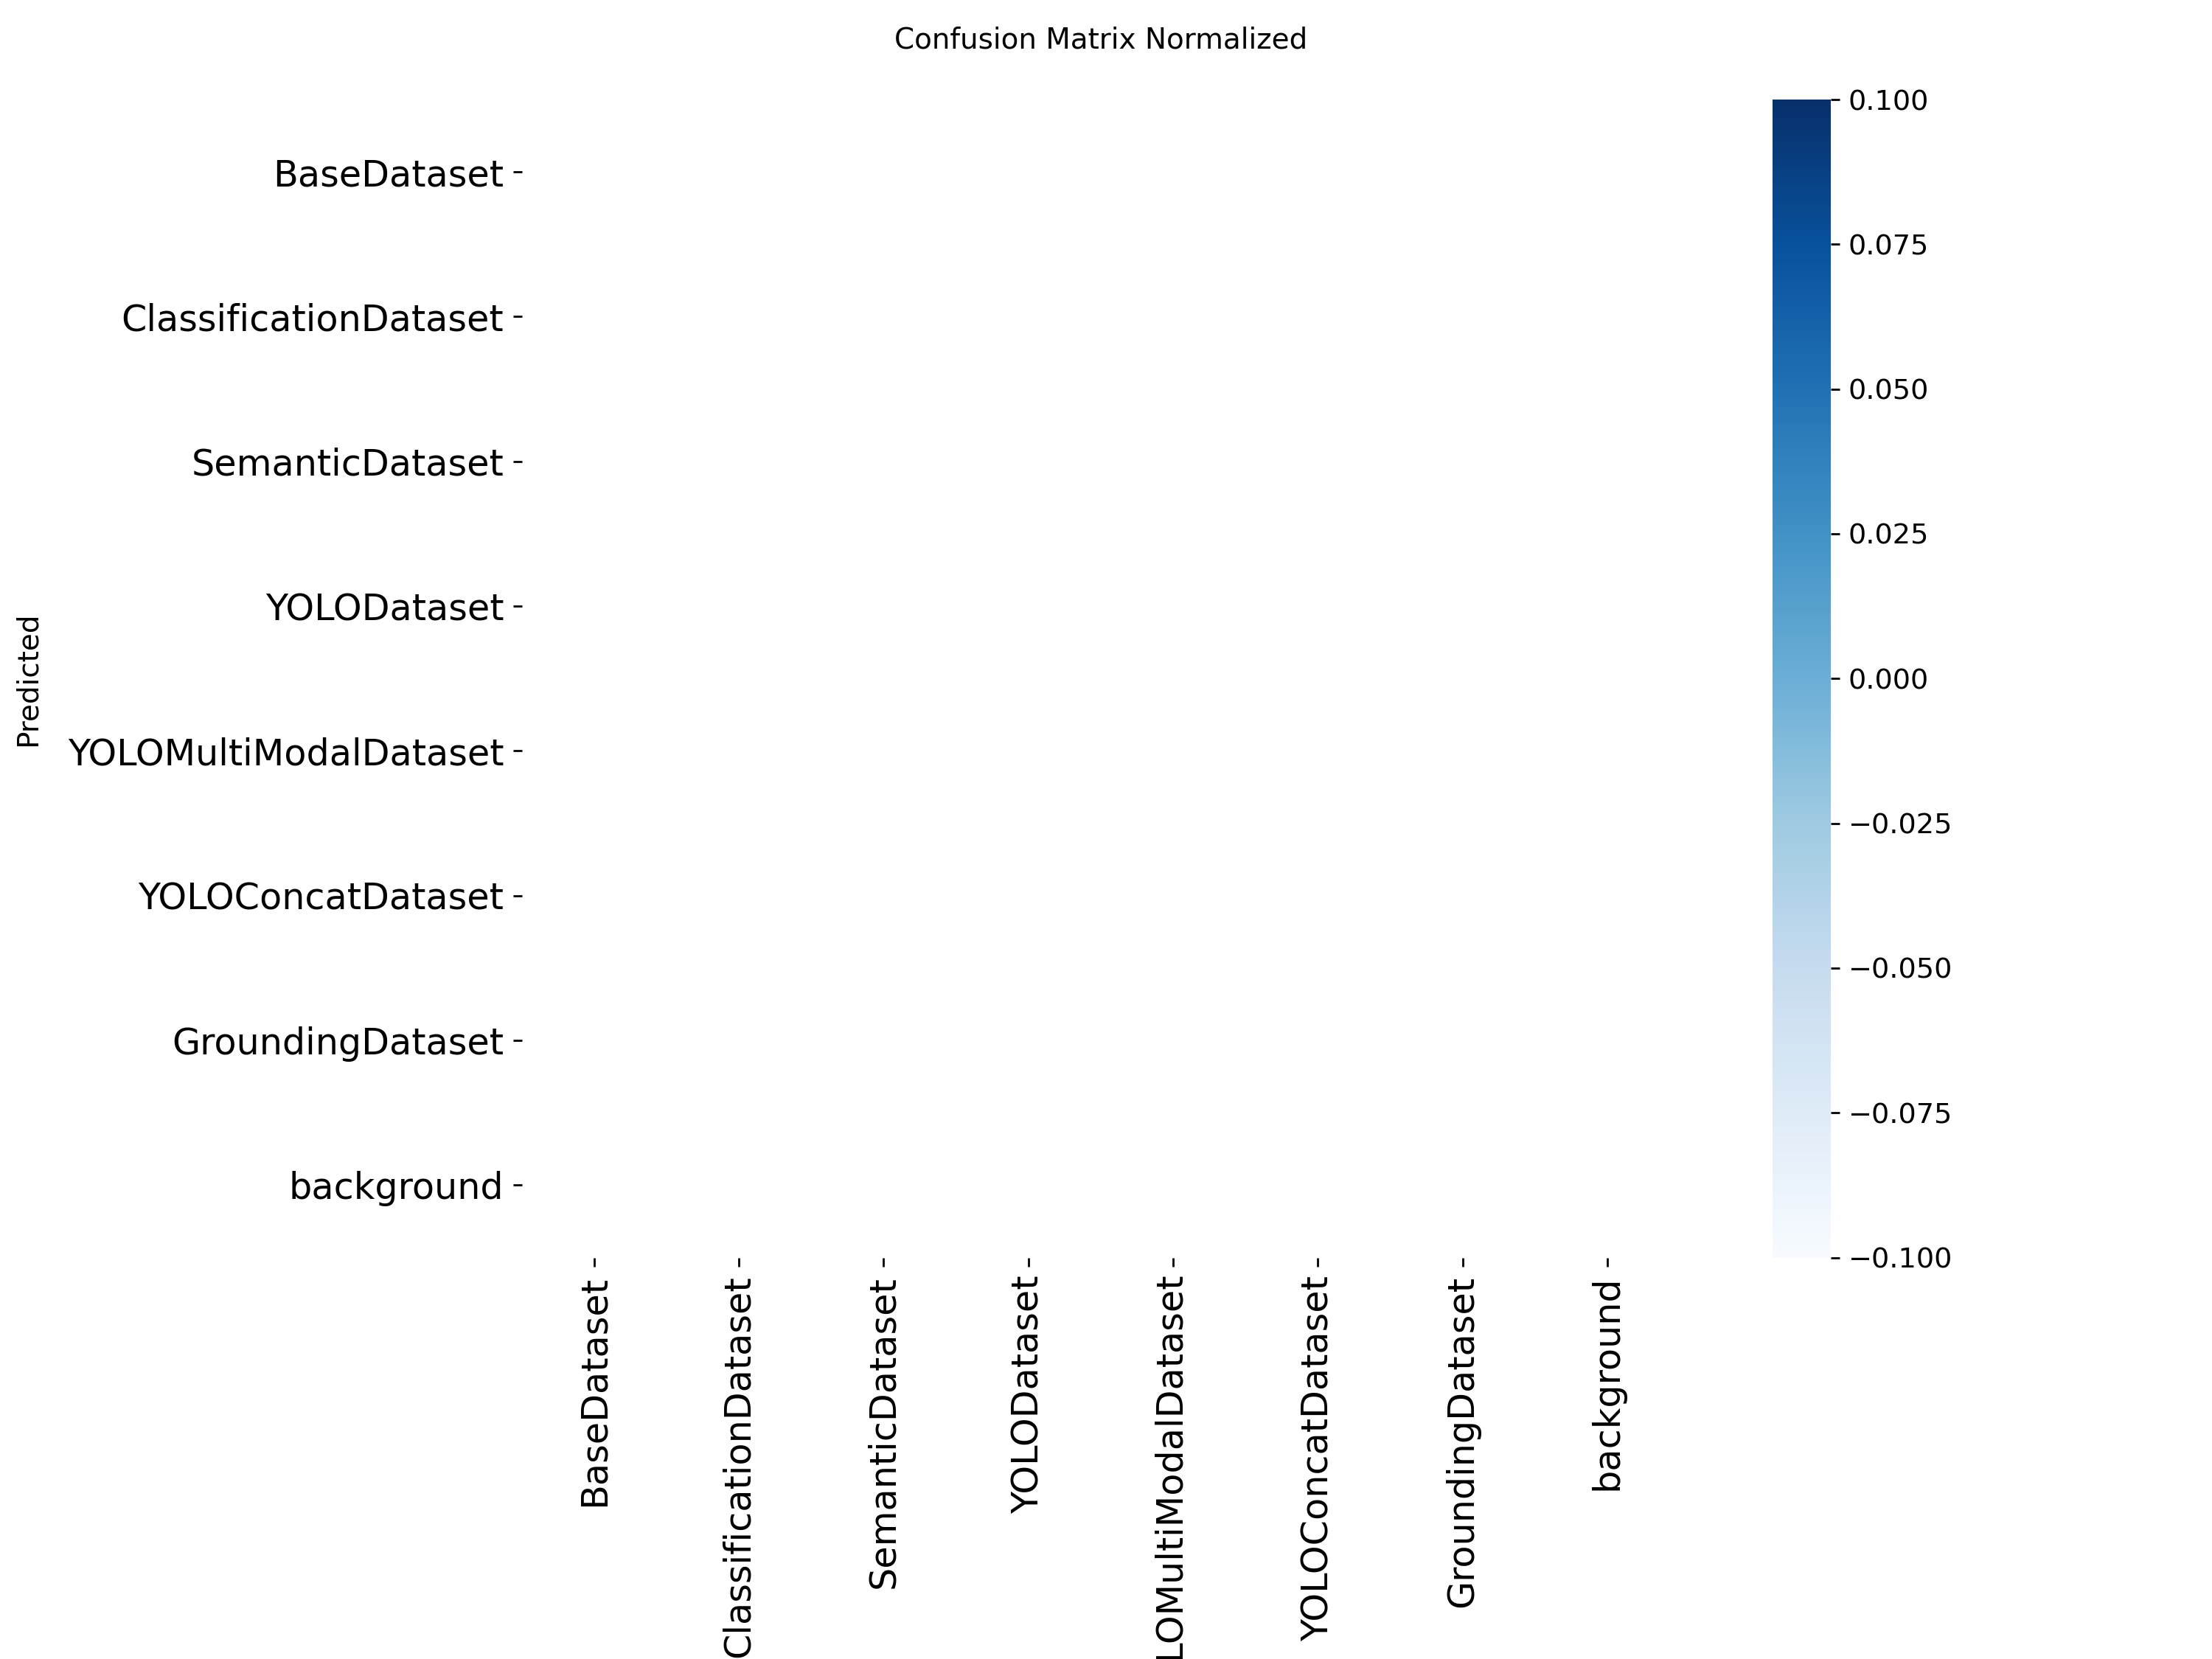 Confusion Matrix Normalized
Predicted
BaseDataset
ClassificationDataset
SemanticDataset
YOLODataset
YOLOMultiModalDataset
YOLOConcatDataset
GroundingDataset
background
BaseDataset
ClassificationDataset
SemanticDataset
YOLODataset
LOMultiModalDataset
YOLOConcatDataset
GroundingDataset
background
0.100
0.075
0.050
0.025
0.000
−0.025
−0.050
−0.075
−0.100